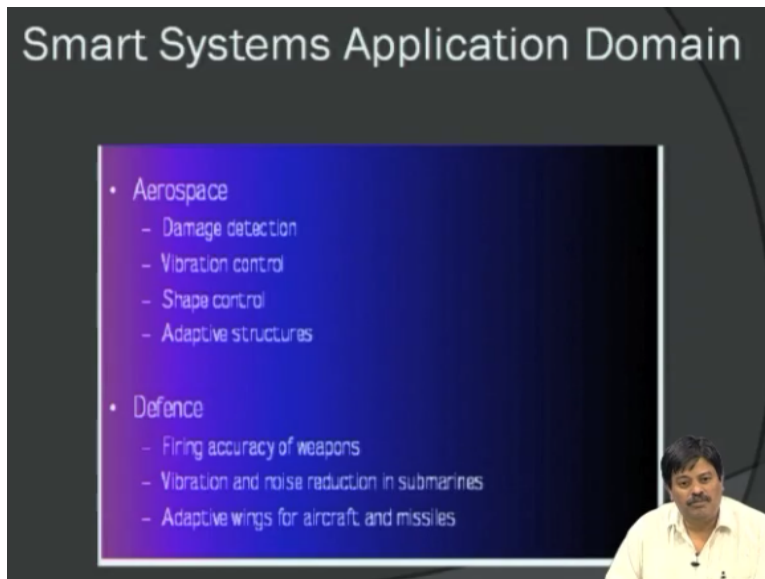 Smart Systems Application Domain
• Aerospace
– Damage detection
– Vibration control
– Shape control
– Adaptive structures
• Defence
– Firing accuracy of weapons
– Vibration and noise reduction in submarines
– Adaptive wings for aircraft and missiles